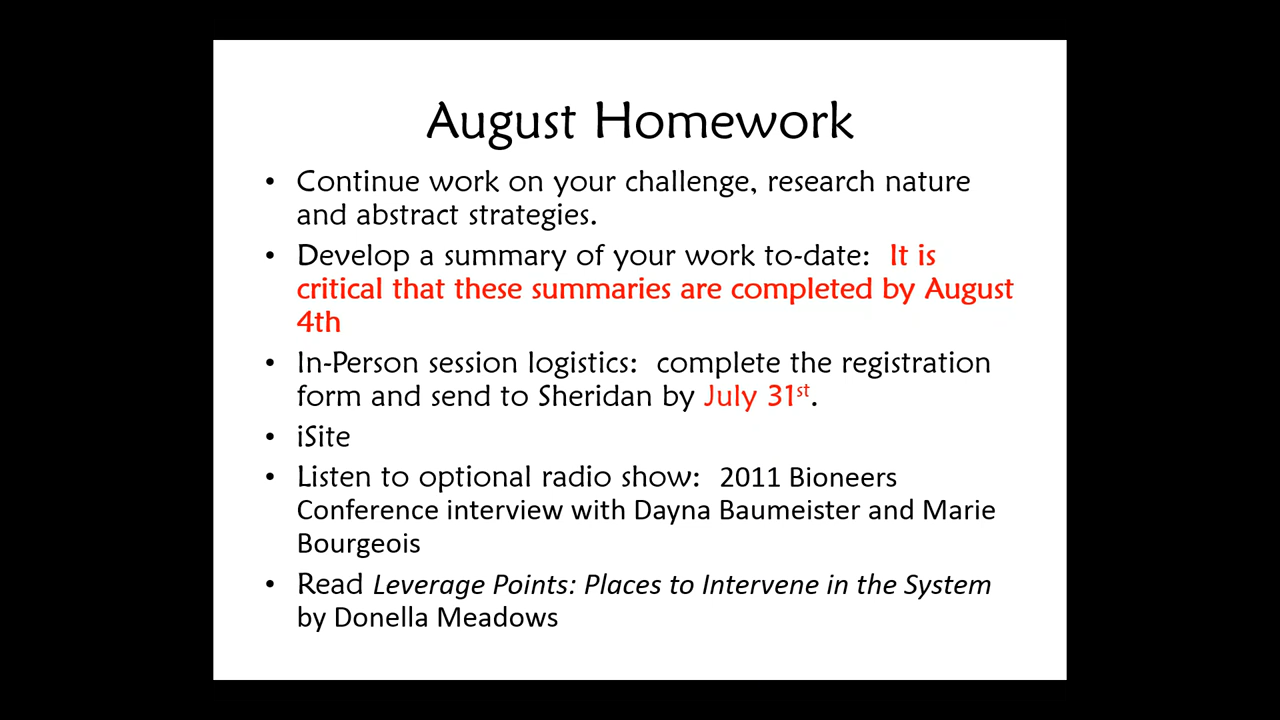 August Homework
• Continue work on your challenge, research nature
and abstract strategies.
• Develop a summary of your work to-date: It is
critical that these summaries are completed by August
4th
• In-Person session logistics: complete the registration
form and send to Sheridan by July 31st.
• iSite
• Listen to optional radio show: 2011 Bioneers
Conference interview with Dayna Baumeister and Marie
Bourgeois
• Read Leverage Points: Places to Intervene in the System
by Donella Meadows